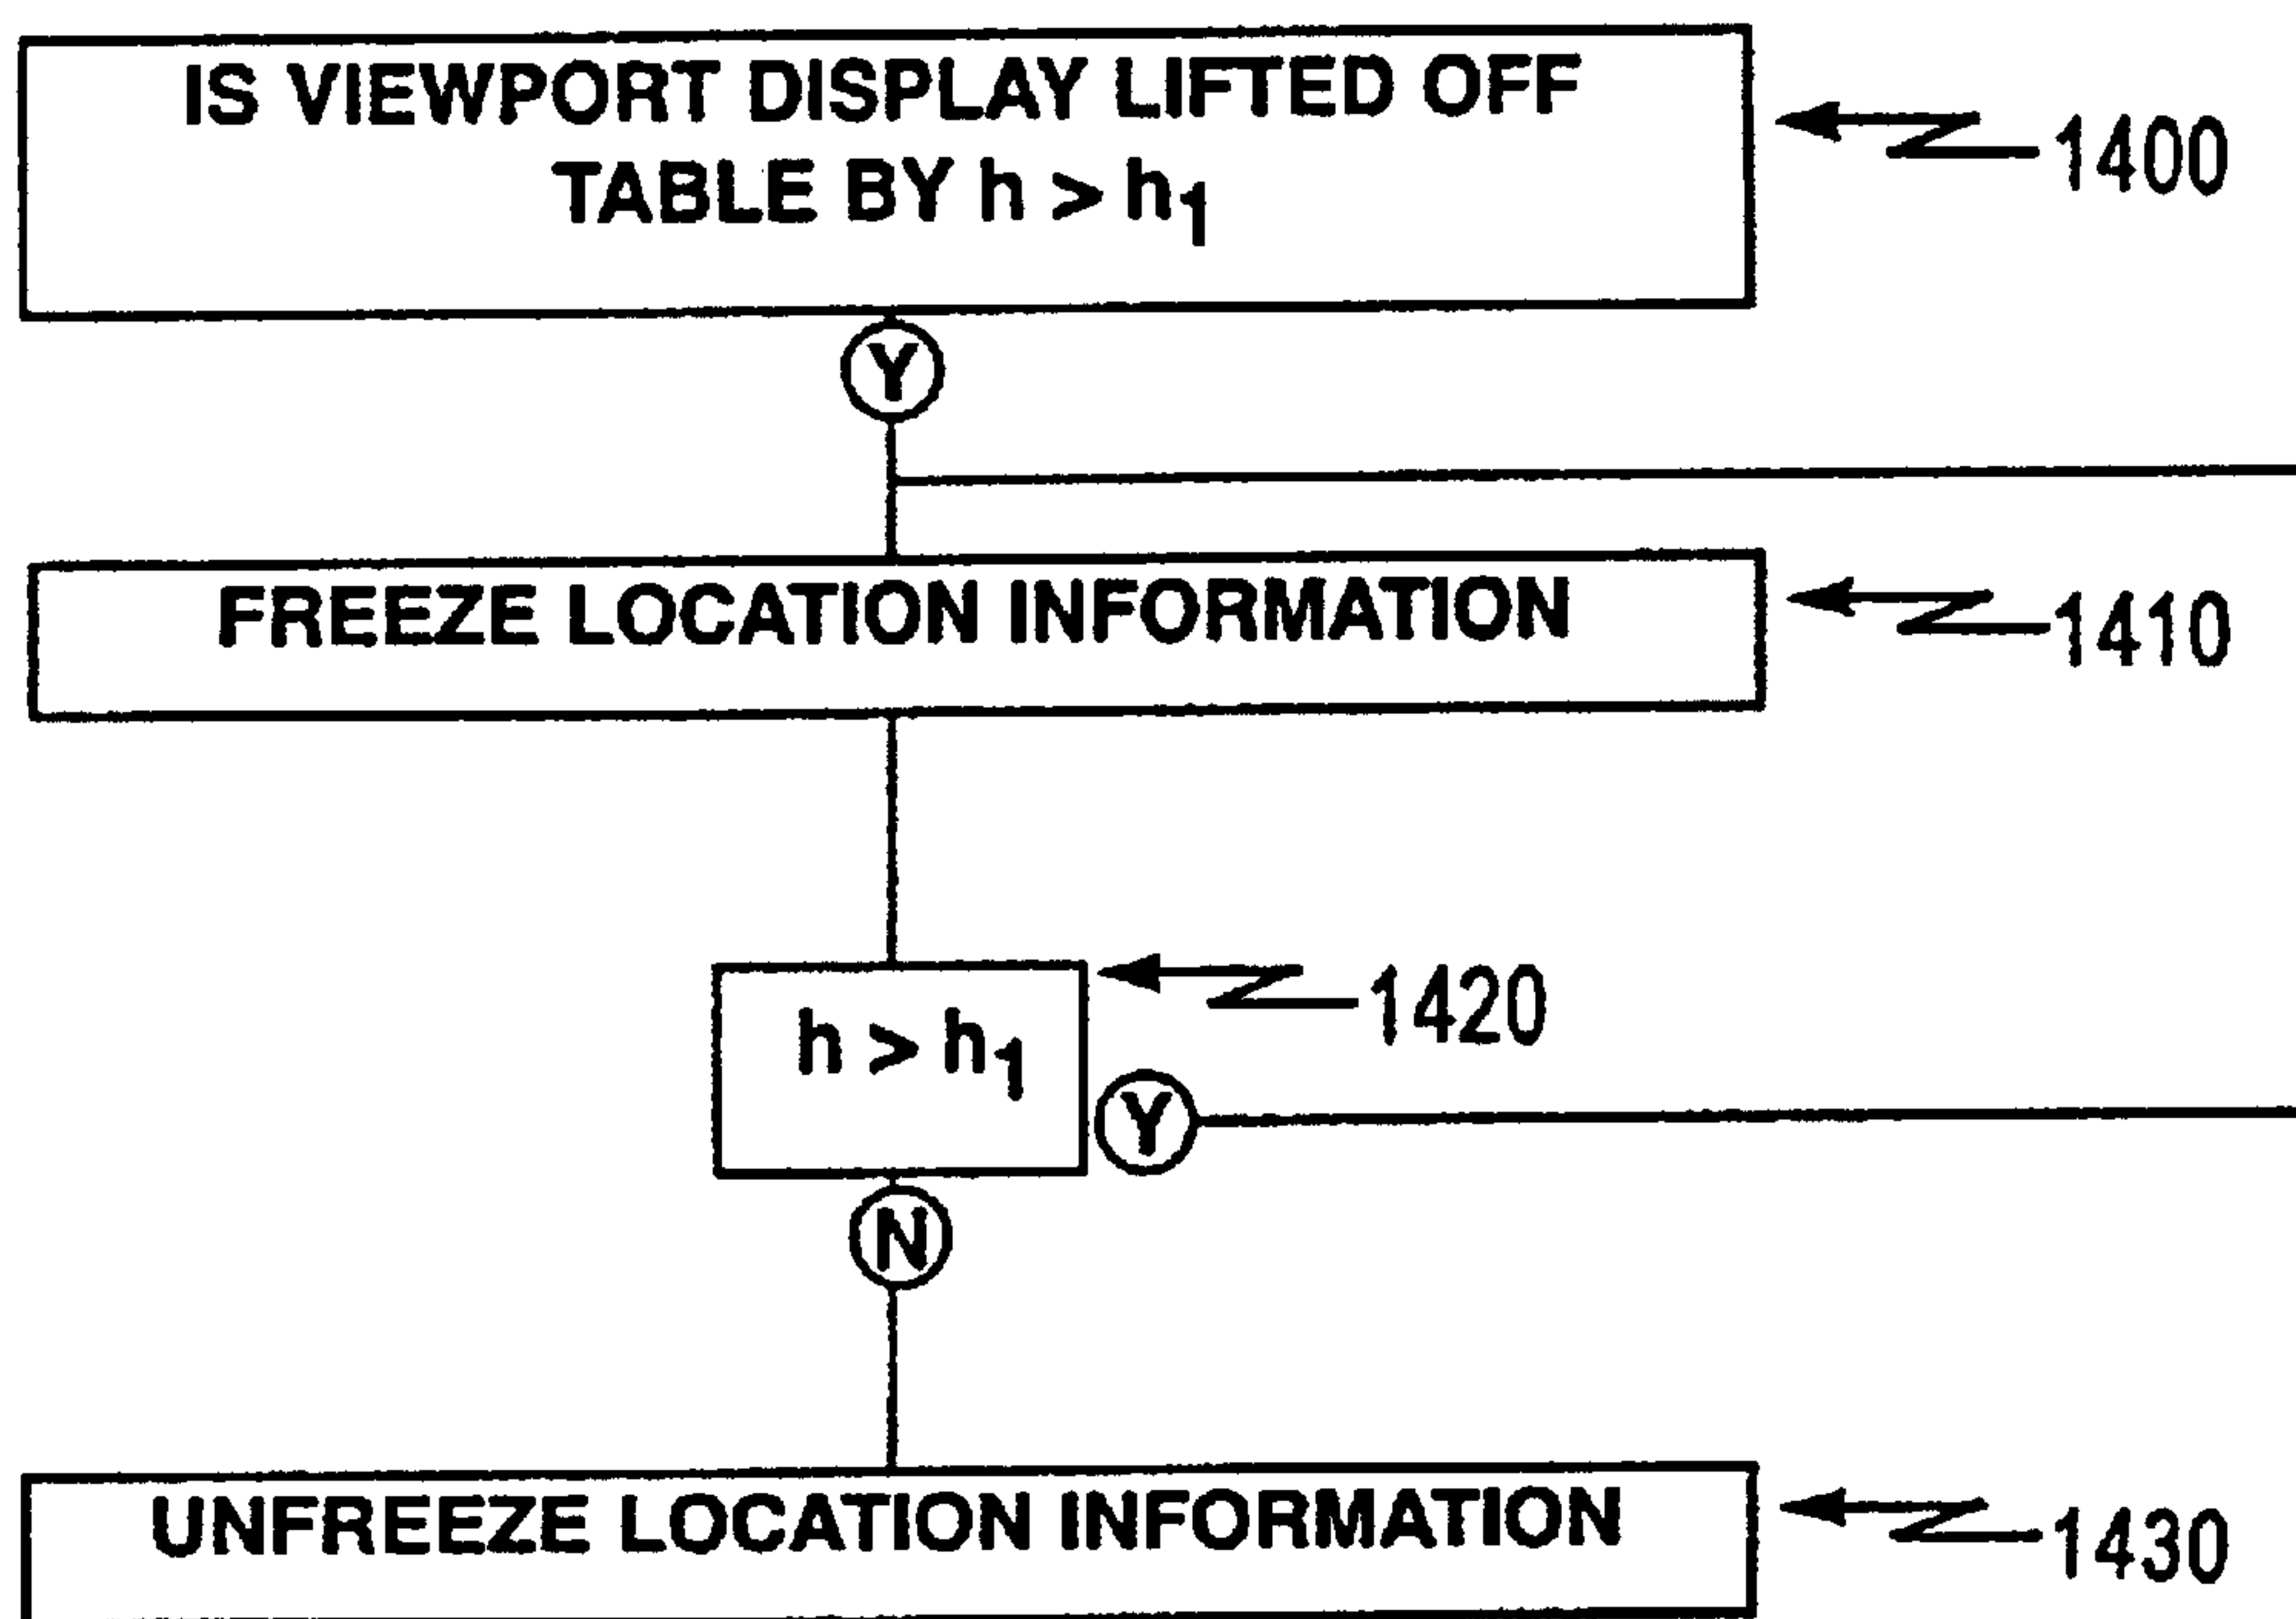 IS VIEWPORT DISPLAY LIFTED OFF
TABLE BY h > h₁
1400
Y
FREEZE LOCATION INFORMATION
1410
h > h₁
1420
Y
N
UNFREEZE LOCATION INFORMATION
1430